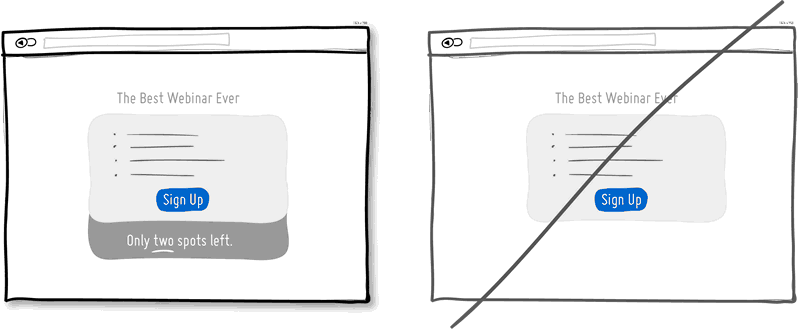 The Best Webinar Ever
Sign Up
Only two spots left.
The Best Webinar Ever
Sign Up